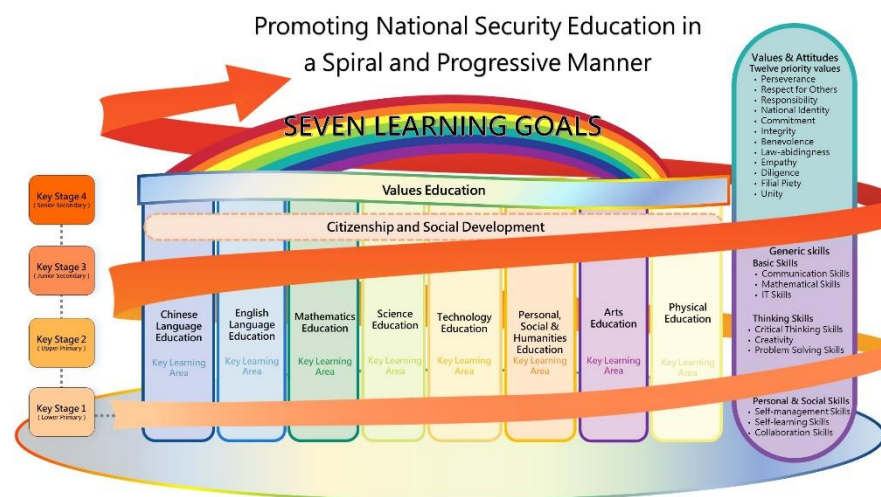 Promoting National Security Education in
a Spiral and Progressive Manner
SEVEN LEARNING GOALS
Values Education
Citizenship and Social Development
Key Stage 4
( Senior Secondary )
Key Stage 3
( Junior Secondary )
Key Stage 2
( Upper Primary )
Key Stage 1
( Lower Primary )
Chinese
Language
Education
Key Learning
Area
English
Language
Education
Key Learning
Area
Mathematics
Education
Key Learning
Area
Science
Education
Key Learning
Area
Technology
Education
Key Learning
Area
Personal,
Social &
Humanities
Education
Key Learning
Area
Arts
Education
Key Learning
Area
Physical
Education
Key Learning
Area
Values & Attitudes
Twelve priority values
• Perseverance
• Respect for Others
• Responsibility
• National Identity
• Commitment
• Integrity
• Benevolence
• Law-abidingness
• Empathy
• Diligence
• Filial Piety
• Unity
Generic skills
Basic Skills
• Communication Skills
• Mathematical Skills
• IT Skills
Thinking Skills
• Critical Thinking Skills
• Creativity
• Problem Solving Skills
Personal & Social Skills
• Self-management Skills
• Self-learning Skills
• Collaboration Skills